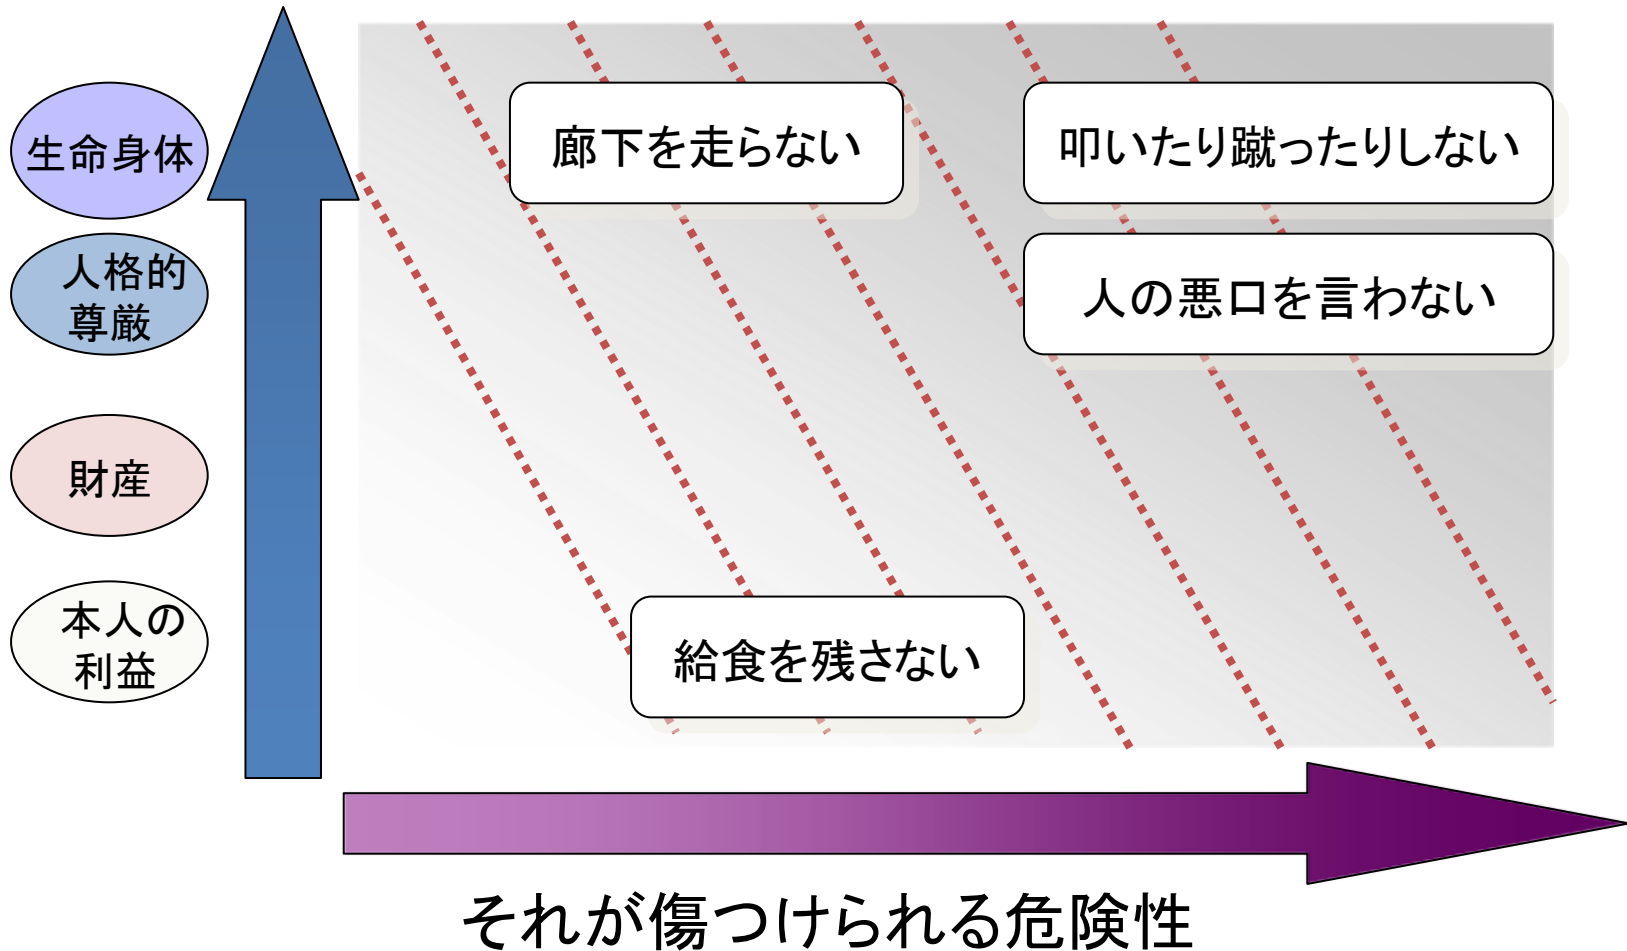 生命身体
廊下を走らない
叩いたり蹴ったりしない
人格的
尊厳
人の悪口を言わない
財産
本人の
利益
給食を残さない
それが傷つけられる危険性